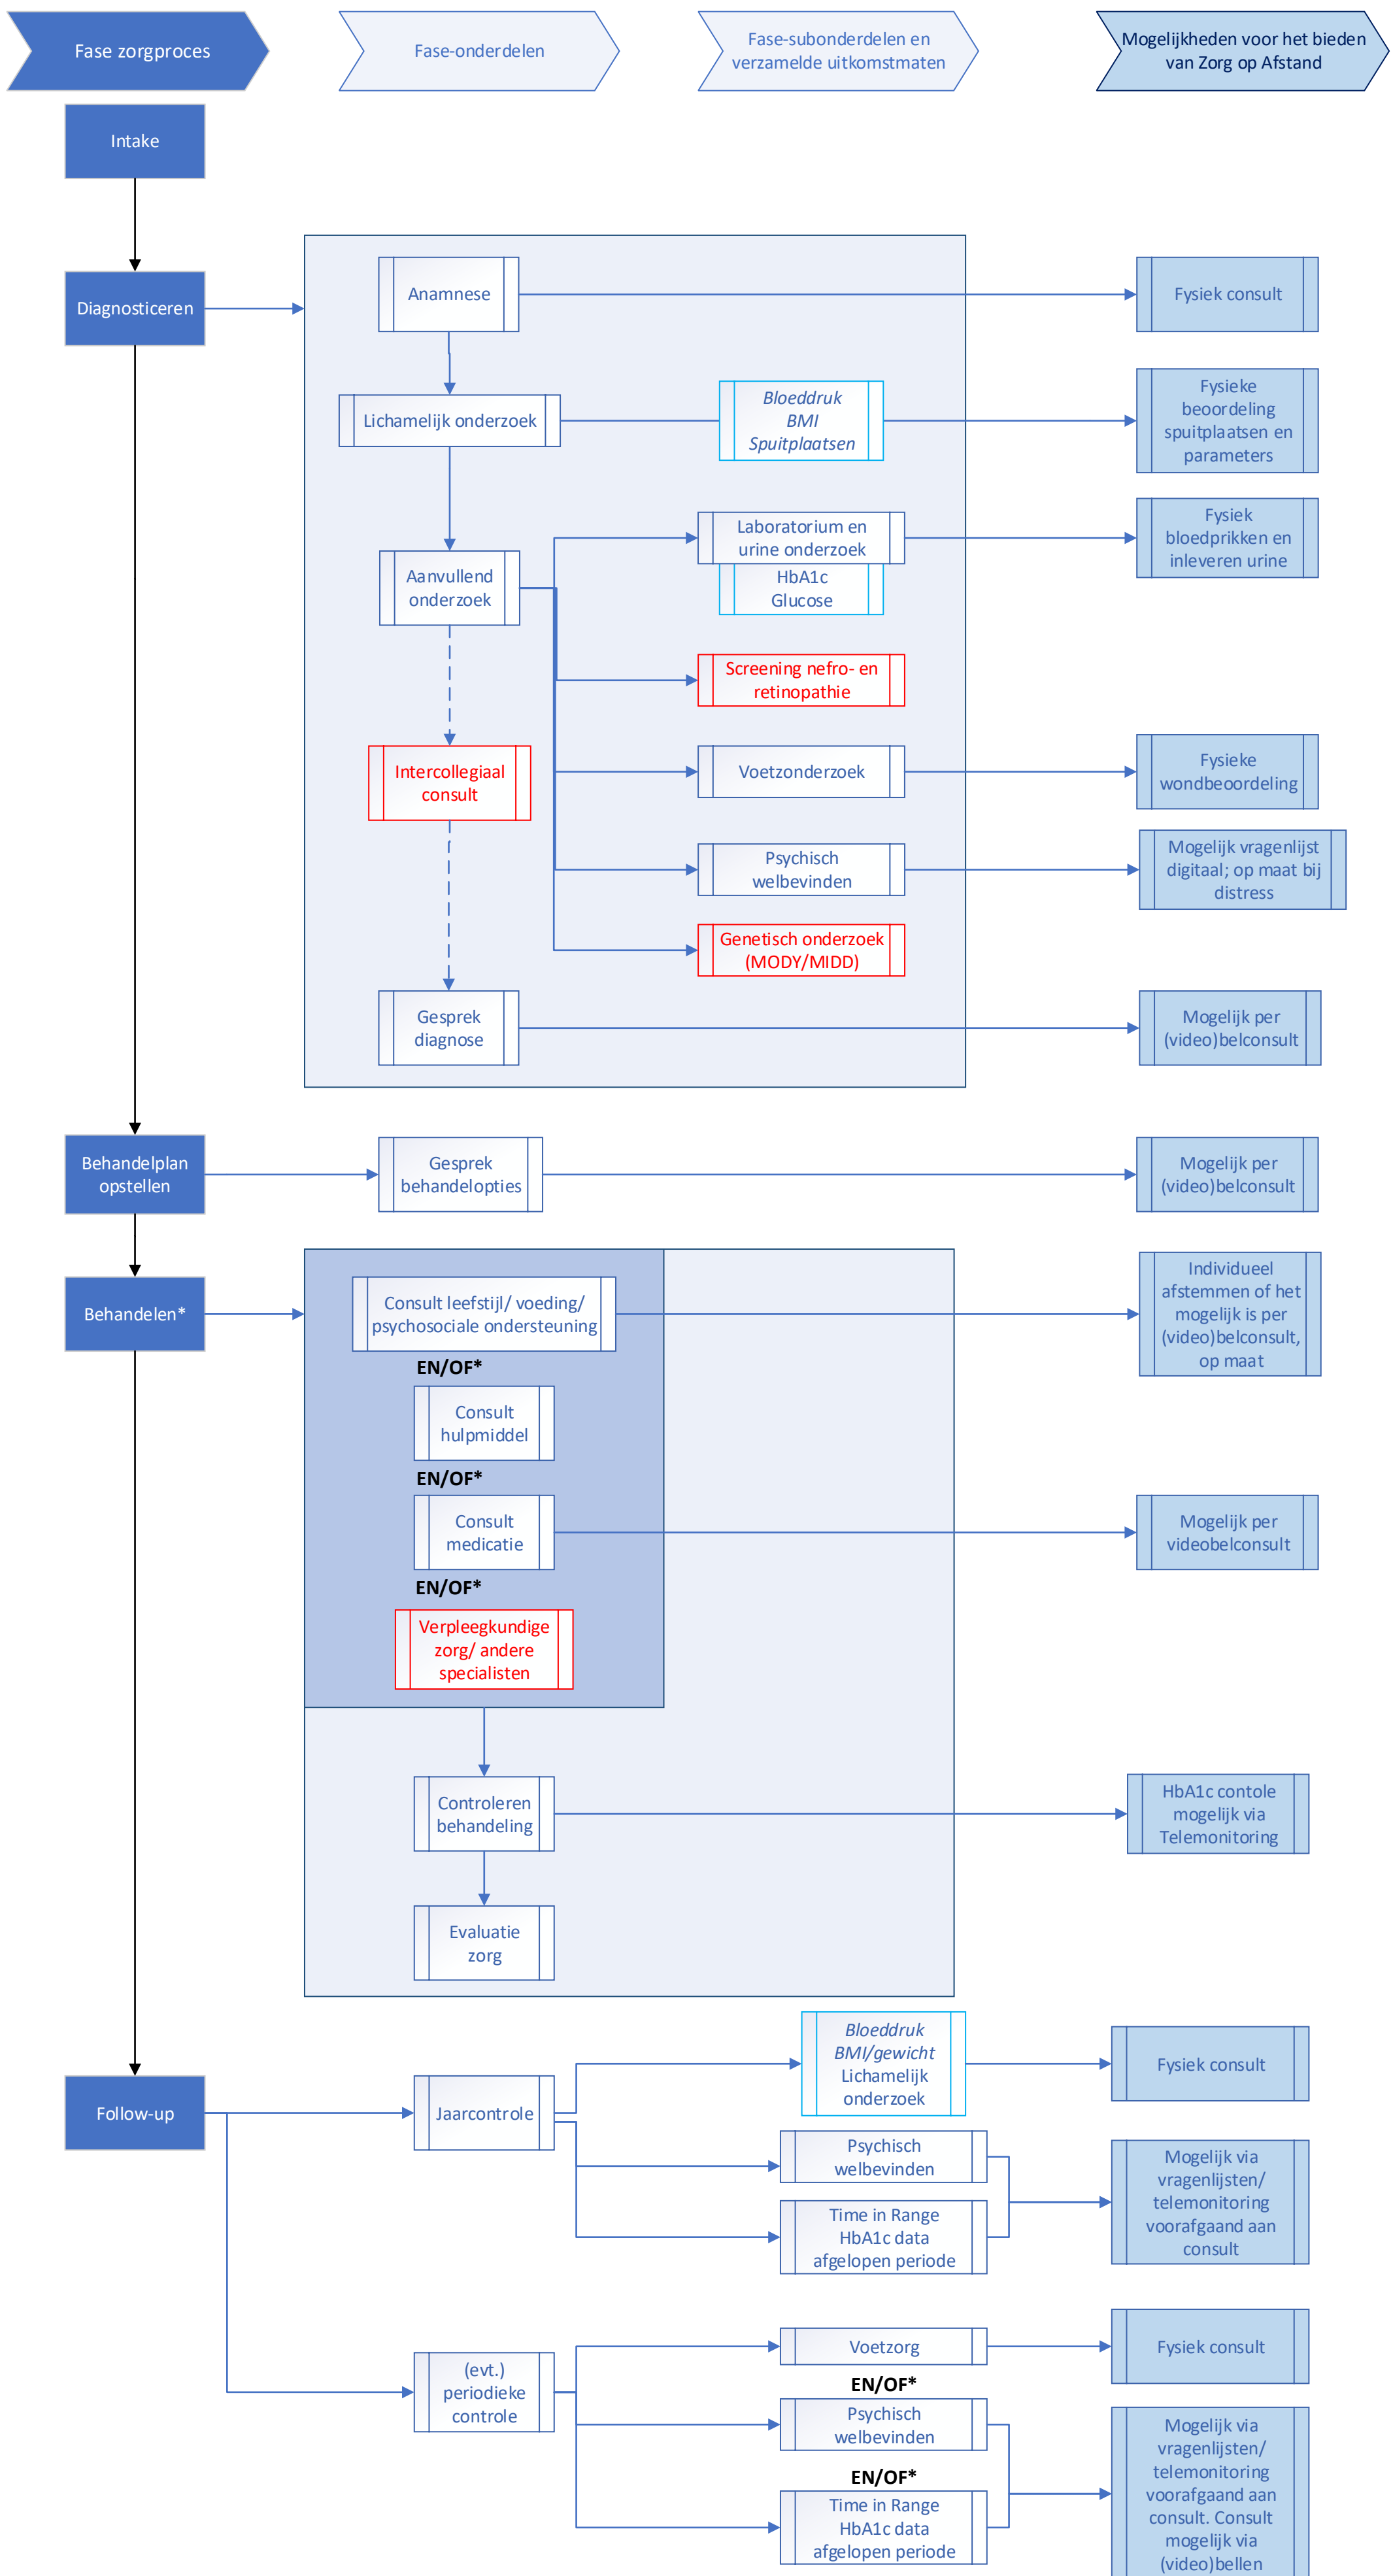 Fase zorgproces
Fase-onderdelen
Fase-subonderdelen en
verzamelde uitkomstmaten
Mogelijkheden voor het bieden
van Zorg op Afstand
Intake
Diagnosticeren
Anamnese
Fysiek consult
Lichamelijk onderzoek
Bloeddruk
BMI
Spuitplaatsen
Fysieke
beoordeling
spuitplaatsen en
parameters
Aanvullend
onderzoek
Laboratorium en
urine onderzoek
HbA1c
Glucose
Fysiek
bloedprikken en
inleveren urine
Screening nefro- en
retinopathie
Intercollegiaal
consult
Voetzonderzoek
Fysieke
wondbeoordeling
Psychisch
welbevinden
Mogelijk vragenlijst
digitaal; op maat bij
distress
Genetisch onderzoek
(MODY/MIDD)
Gesprek
diagnose
Mogelijk per
(video)belconsult
Behandelplan
opstellen
Gesprek
behandelopties
Mogelijk per
(video)belconsult
Behandelen*
Consult leefstijl/ voeding/
psychosociale ondersteuning
Individueel
afstemmen of het
mogelijk is per
(video)belconsult,
op maat
EN/OF*
Consult
hulpmiddel
EN/OF*
Consult
medicatie
Mogelijk per
videobelconsult
EN/OF*
Verpleegkundige
zorg/ andere
specialisten
Controleren
behandeling
HbA1c contole
mogelijk via
Telemonitoring
Evaluatie
zorg
Follow-up
Jaarcontrole
Bloeddruk
BMI/gewicht
Lichamelijk
onderzoek
Fysiek consult
Psychisch
welbevinden
Time in Range
HbA1c data
afgelopen periode
Mogelijk via
vragenlijsten/
telemonitoring
voorafgaand aan
consult
(evt.)
periodieke
controle
Voetzorg
Fysiek consult
EN/OF*
Psychisch
welbevinden
EN/OF*
Time in Range
HbA1c data
afgelopen periode
Mogelijk via
vragenlijsten/
telemonitoring
voorafgaand aan
consult. Consult
mogelijk via
(video)bellen